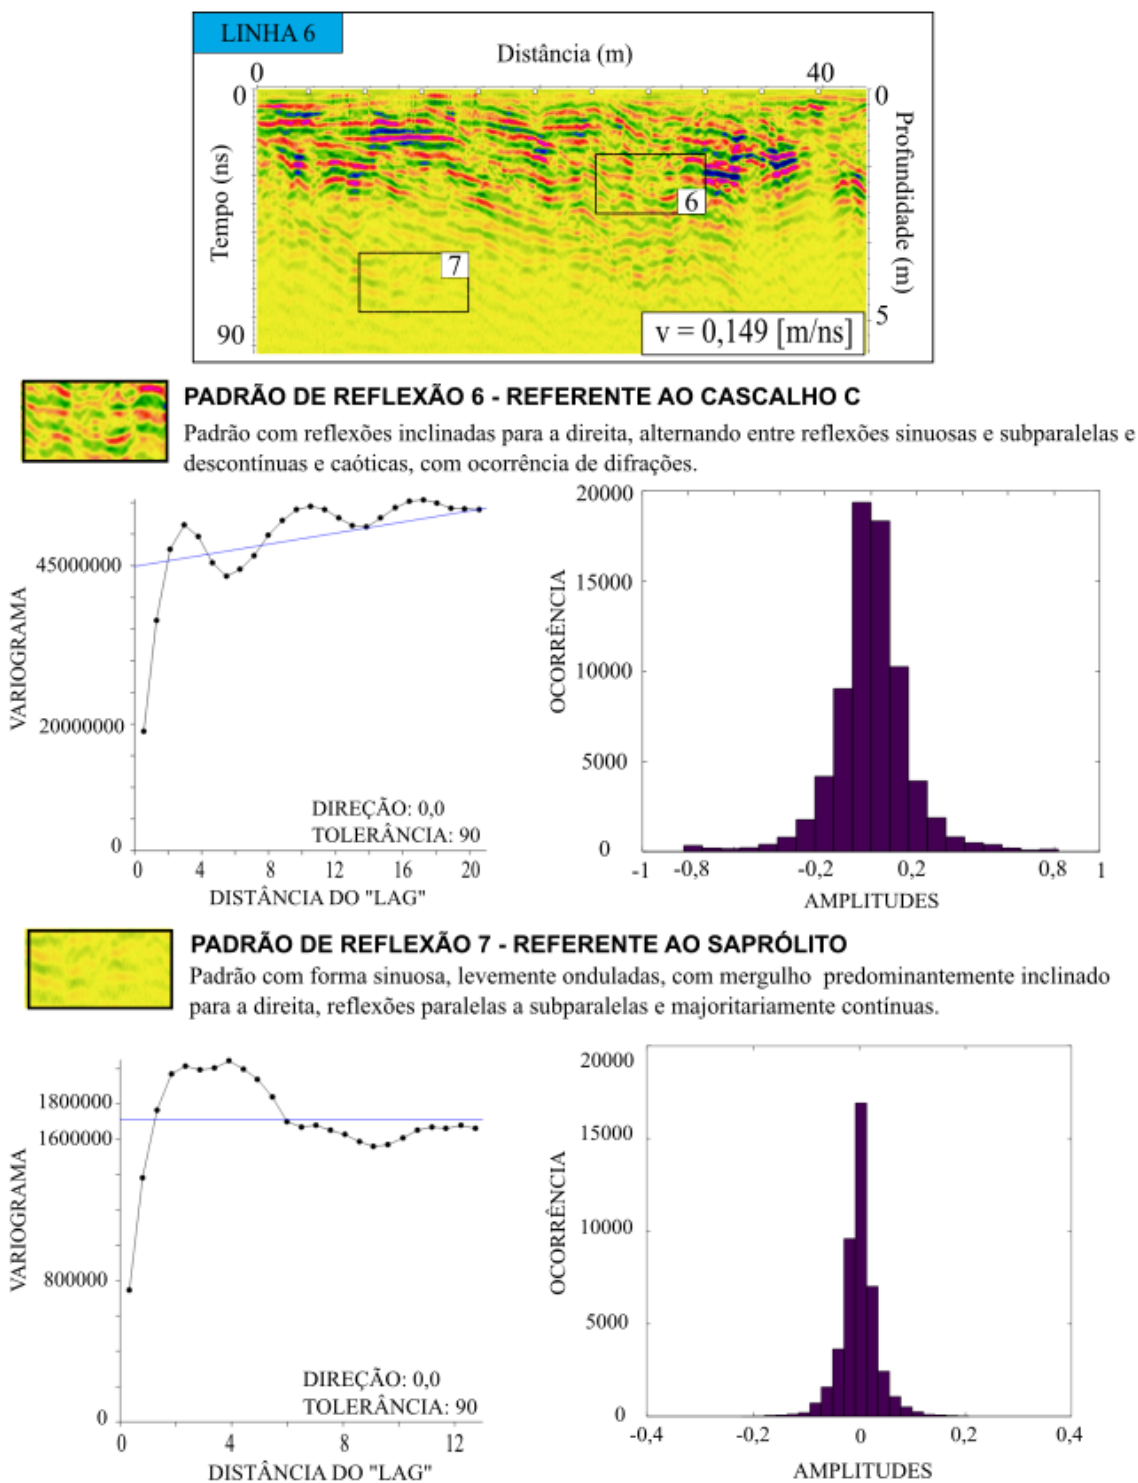 LINHA 6
Distância (m)
0
40
0
0
Tempo (ns)
Profundidade (m)
6
7
5
90
v = 0,149 [m/ns]
PADRÃO DE REFLEXÃO 6 - REFERENTE AO CASCALHO C
Padrão com reflexões inclinadas para a direita, alternando entre reflexões sinuosas e subparalelas e
descontínuas e caóticas, com ocorrência de difrações.
VARIOGRAMA
45000000
20000000
0
DIREÇÃO: 0,0
TOLERÂNCIA: 90
0 4 8 12 16 20
DISTÂNCIA DO "LAG"
OCORRÊNCIA
20000
15000
10000
5000
0
-1 -0,8 -0,2 0,2 0,8 1
AMPLITUDES
PADRÃO DE REFLEXÃO 7 - REFERENTE AO SAPRÓLITO
Padrão com forma sinuosa, levemente onduladas, com mergulho predominantemente inclinado
para a direita, reflexões paralelas a subparalelas e majoritariamente contínuas.
VARIOGRAMA
1800000
1600000
800000
0
DIREÇÃO: 0,0
TOLERÂNCIA: 90
0 4 8 12
DISTÂNCIA DO "LAG"
OCORRÊNCIA
20000
15000
10000
5000
0
-0,4 -0,2 0 0,2 0,4
AMPLITUDES